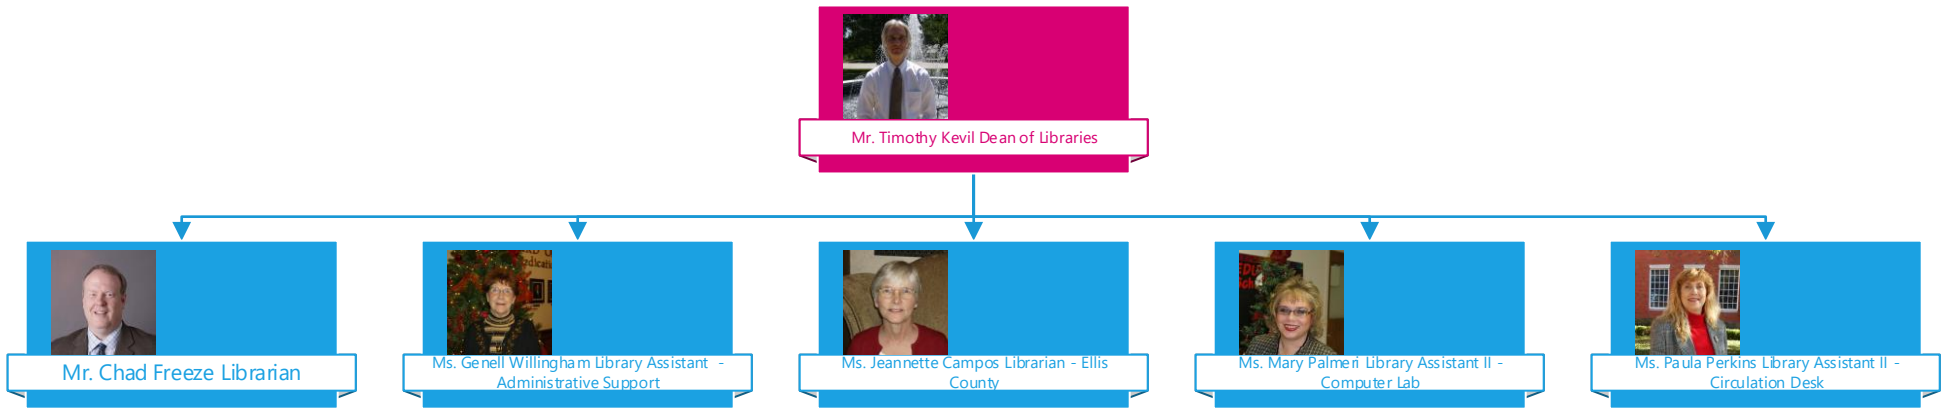 Mr. Timothy Kevil Dean of Libraries
Mr. Chad Freeze Librarian
Ms. Genell Willingham Library Assistant -
Administrative Support
Ms. Jeannette Campos Librarian - Ellis
County
Ms. Mary Palmeri Library Assistant II -
Computer Lab
Ms. Paula Perkins Library Assistant II -
Circulation Desk